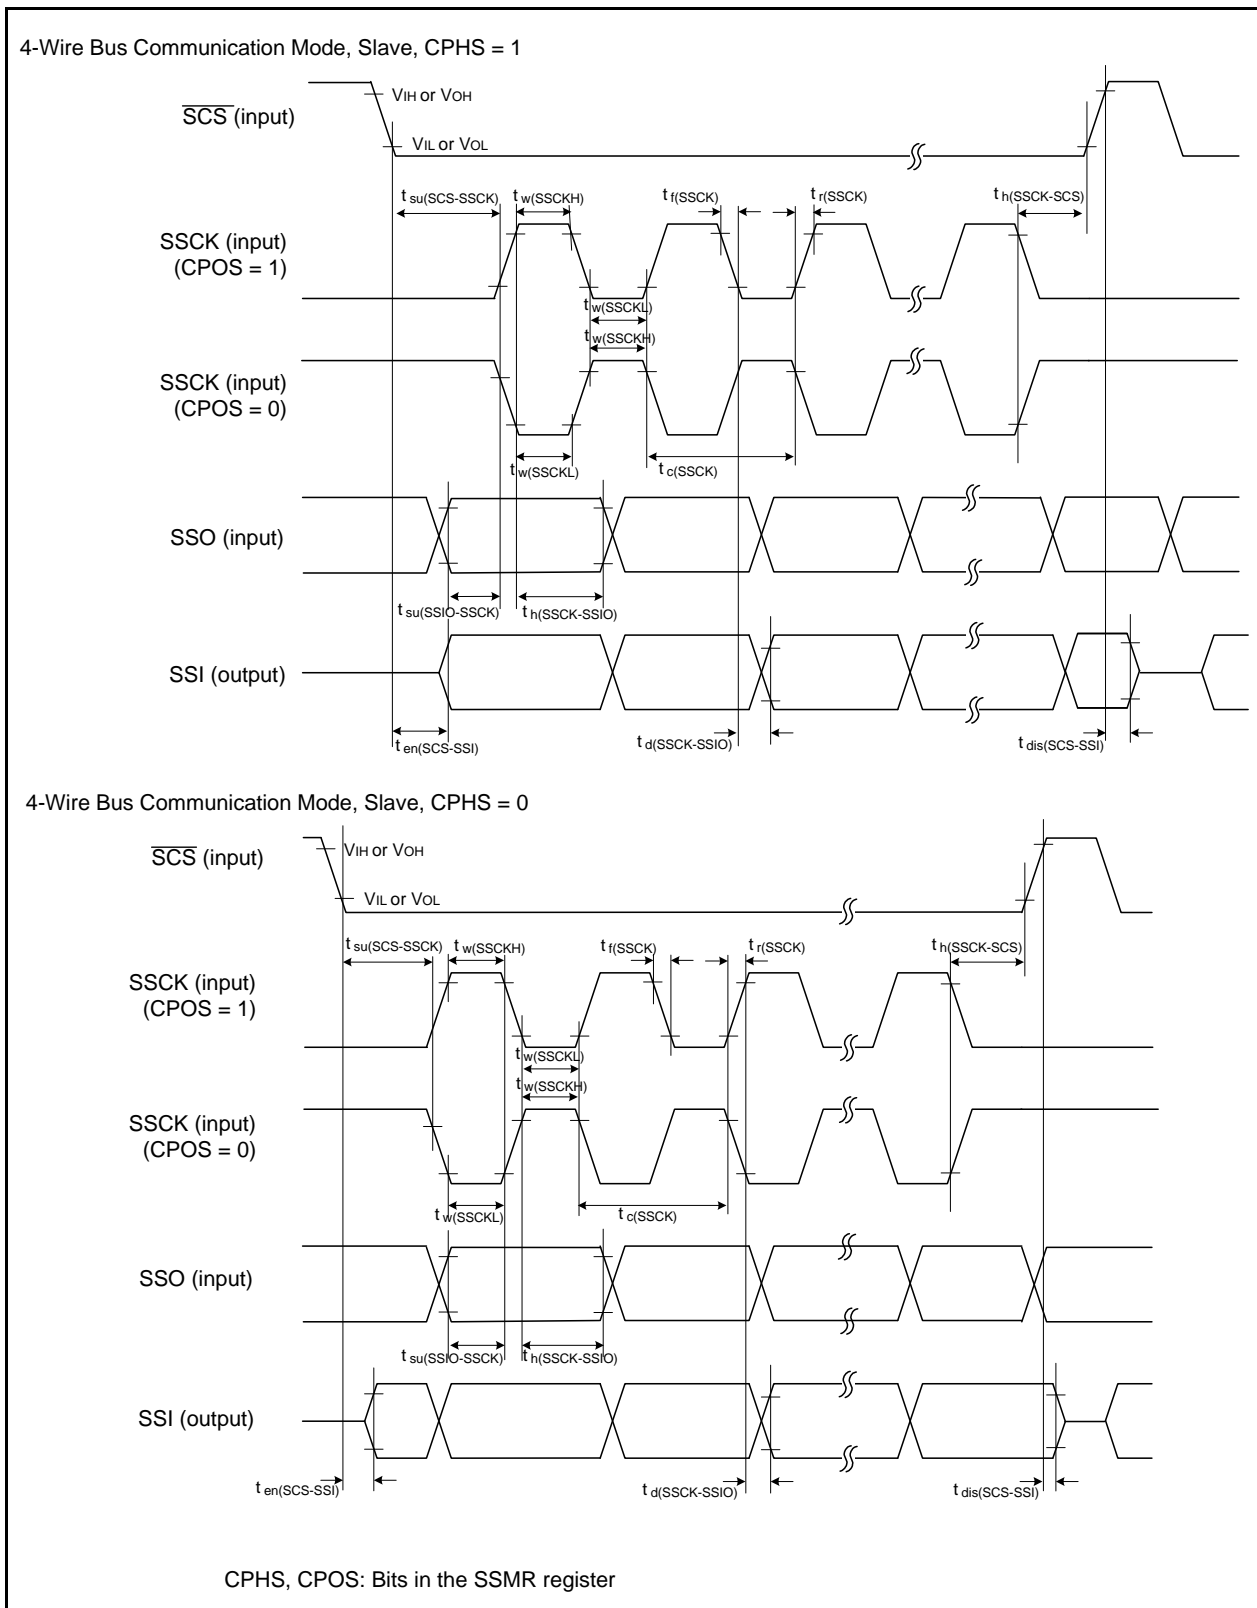 4-Wire Bus Communication Mode, Slave, CPHS = 1
SCS (input)
VIH or VOH
VIL or VOL
tsu(SCS-SSCK)
tw(SSCKH)
tf(SSCK)
tr(SSCK)
th(SSCK-SCS)
SSCK (input)
(CPOS = 1)
tw(SSCKL)
tw(SSCKH)
SSCK (input)
(CPOS = 0)
tw(SSCKL)
tc(SSCK)
SSO (input)
tsu(SSIO-SSCK)
th(SSCK-SSIO)
SSI (output)
ten(SCS-SSI)
td(SSCK-SSIO)
tdis(SCS-SSI)
4-Wire Bus Communication Mode, Slave, CPHS = 0
SCS (input)
VIH or VOH
VIL or VOL
tsu(SCS-SSCK)
tw(SSCKH)
tf(SSCK)
tr(SSCK)
th(SSCK-SCS)
SSCK (input)
(CPOS = 1)
tw(SSCKL)
tw(SSCKH)
SSCK (input)
(CPOS = 0)
tw(SSCKL)
tc(SSCK)
SSO (input)
tsu(SSIO-SSCK)
th(SSCK-SSIO)
SSI (output)
ten(SCS-SSI)
td(SSCK-SSIO)
tdis(SCS-SSI)
CPHS, CPOS: Bits in the SSMR register